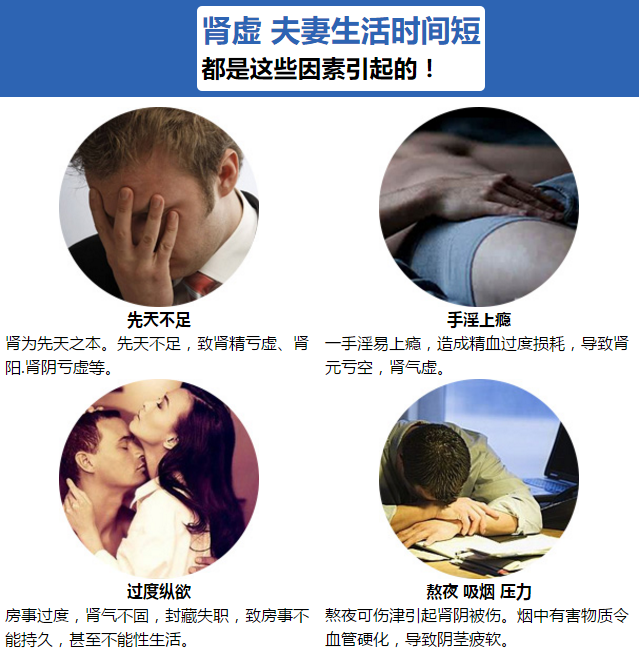 肾虚 夫妻生活时间短
都是这些因素引起的！
先天不足
肾为先天之本。先天不足，致肾精亏虚、肾
阳.肾阴亏虚等。
手淫上瘾
一手淫易上瘾，造成精血过度损耗，导致肾
元亏空，肾气虚。
过度纵欲
房事过度，肾气不固，封藏失职，致房事不
能持久，甚至不能性生活。
熬夜 吸烟 压力
熬夜可伤津引起肾阴被伤。烟中有害物质令
血管硬化，导致阴茎疲软。